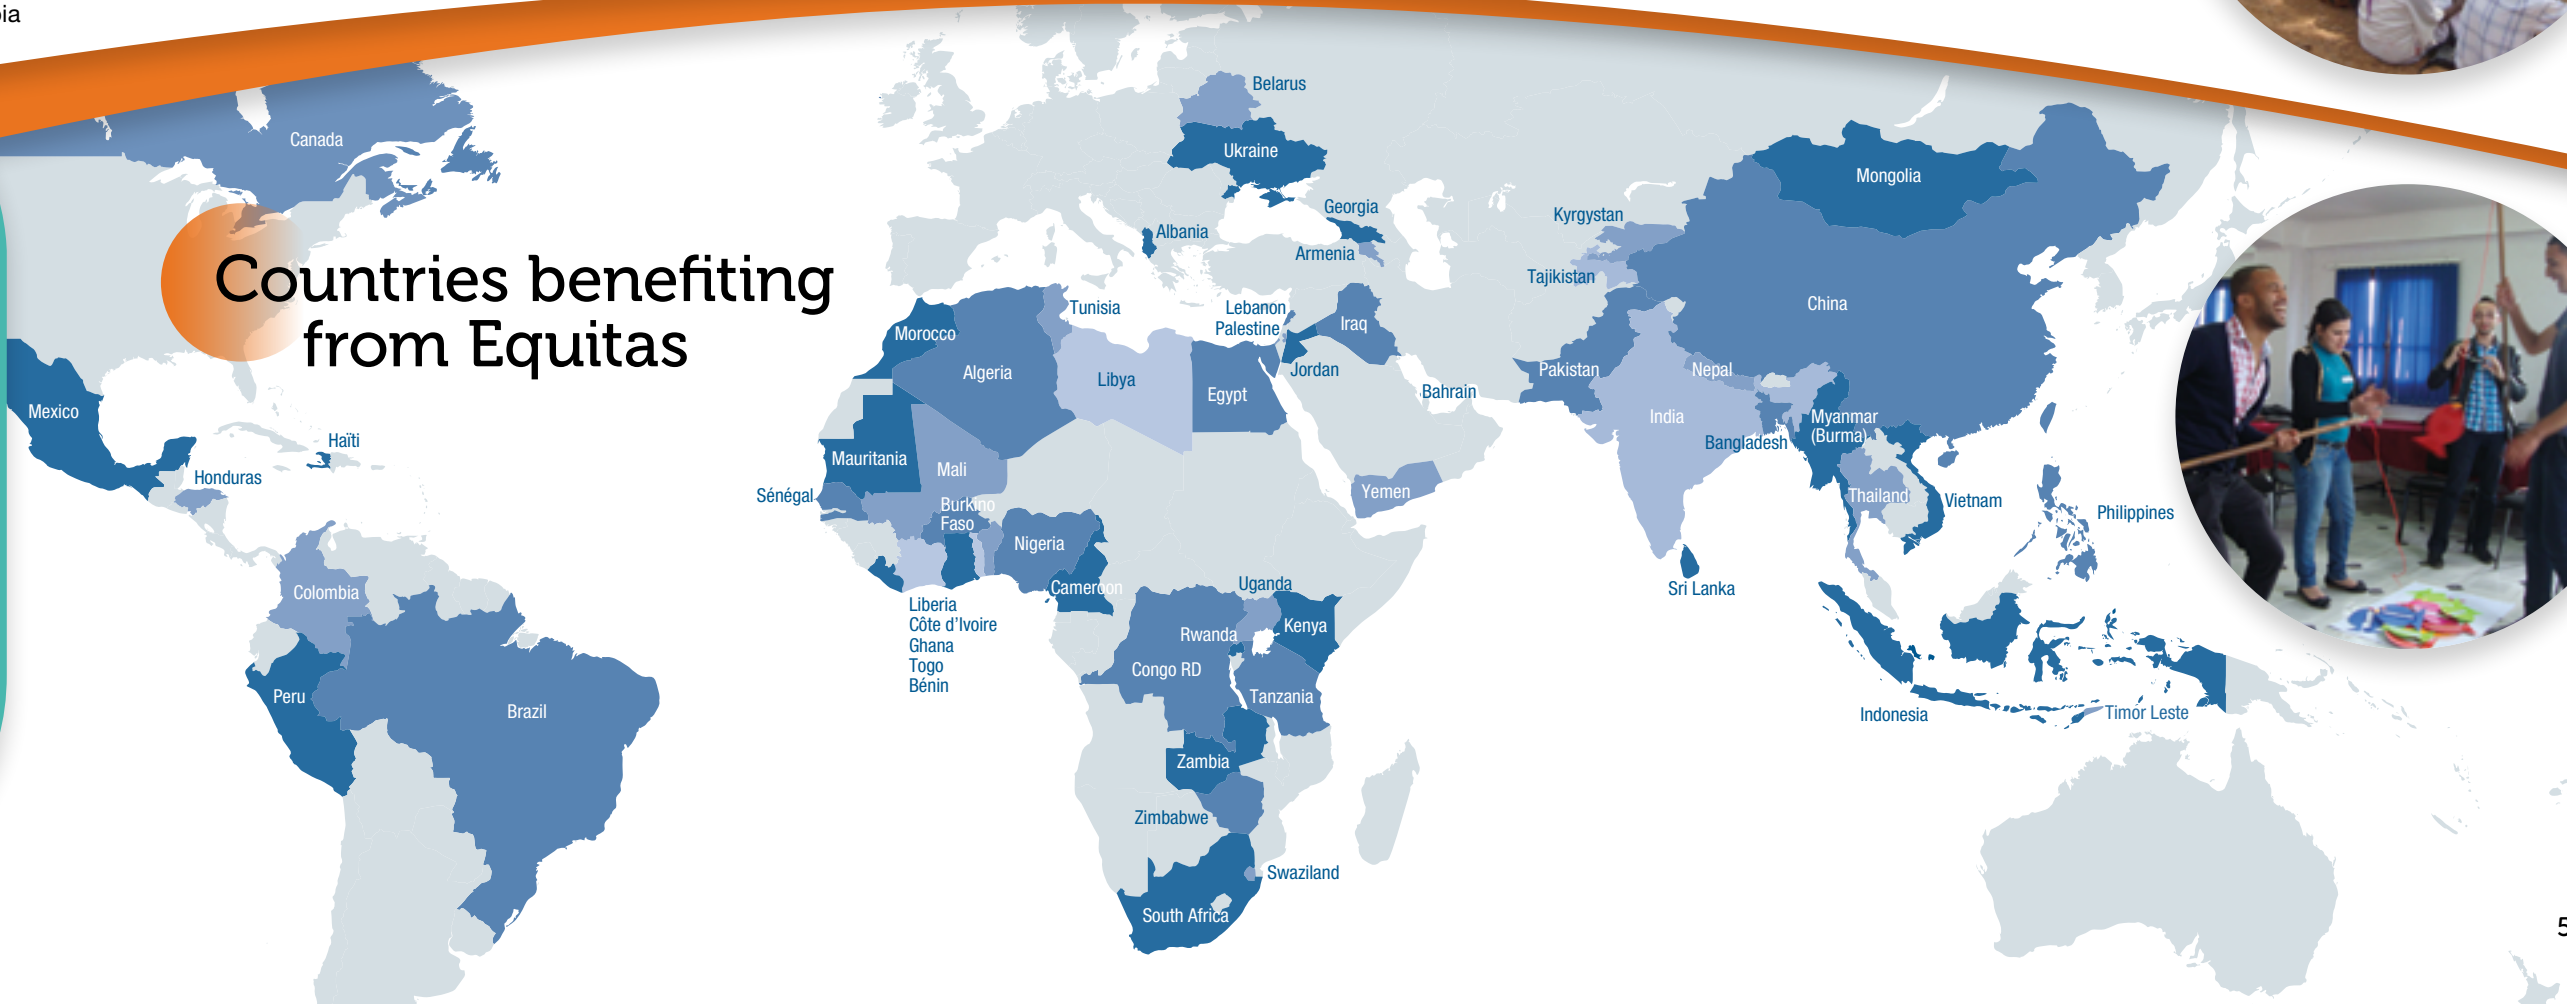 ia
Countries benefiting
from Equitas
Canada
Mexico
Haïti
Honduras
Colombia
Peru
Brazil
Belarus
Ukraine
Georgia
Albania
Armenia
Tunisia
Lebanon
Palestine
Iraq
Morocco
Algeria
Libya
Egypt
Jordan
Bahrain
Mauritania
Mali
Sénégal
Burkino
Faso
Nigeria
Yemen
Cameroon
Liberia
Côte d'Ivoire
Ghana
Togo
Bénin
Uganda
Rwanda
Kenya
Congo RD
Tanzania
Zambia
Zimbabwe
Swaziland
South Africa
Mongolia
Kyrgystan
Tajikistan
China
Pakistan
Nepal
India
Bangladesh
Myanmar
(Burma)
Thailand
Vietnam
Philippines
Sri Lanka
Indonesia
Timor Leste
5